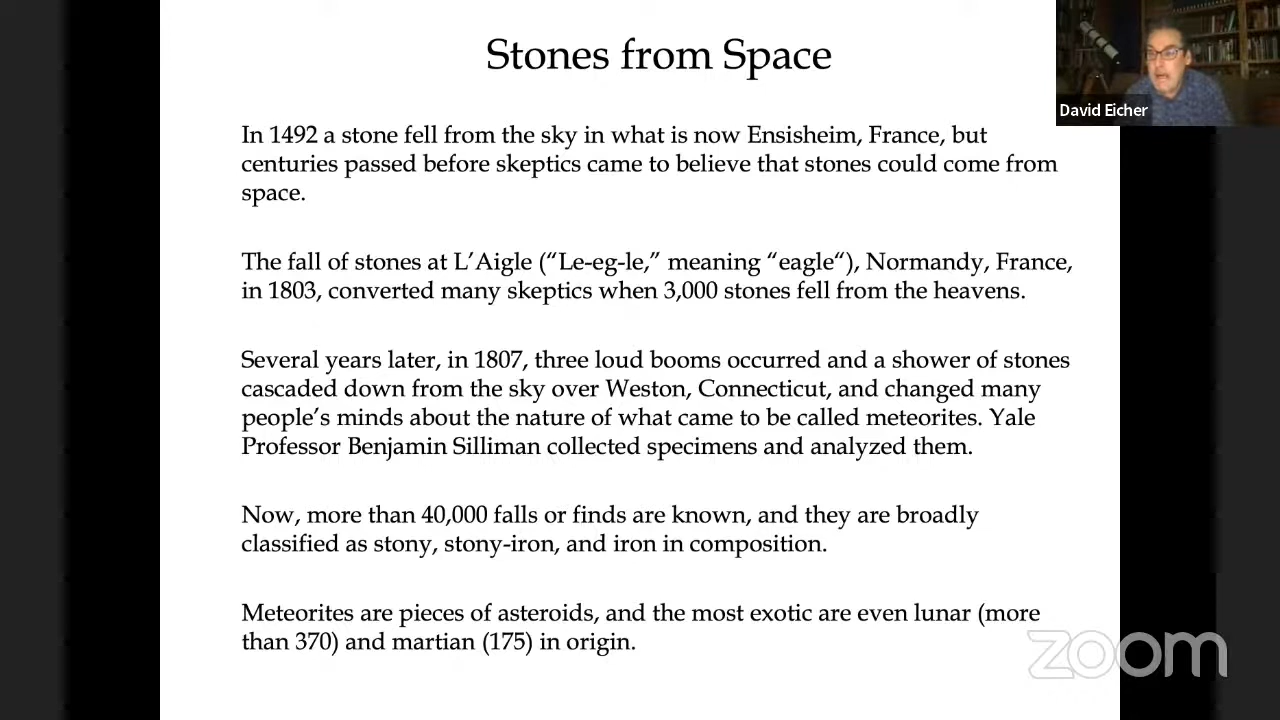 Stones from Space
David Eicher
In 1492 a stone fell from the sky in what is now Ensisheim, France, but
centuries passed before skeptics came to believe that stones could come from
space.
The fall of stones at L’Aigle (“Le-eg-le,” meaning “eagle“), Normandy, France,
in 1803, converted many skeptics when 3,000 stones fell from the heavens.
Several years later, in 1807, three loud booms occurred and a shower of stones
cascaded down from the sky over Weston, Connecticut, and changed many
people’s minds about the nature of what came to be called meteorites. Yale
Professor Benjamin Silliman collected specimens and analyzed them.
Now, more than 40,000 falls or finds are known, and they are broadly
classified as stony, stony-iron, and iron in composition.
Meteorites are pieces of asteroids, and the most exotic are even lunar (more
than 370) and martian (175) in origin.
zoom